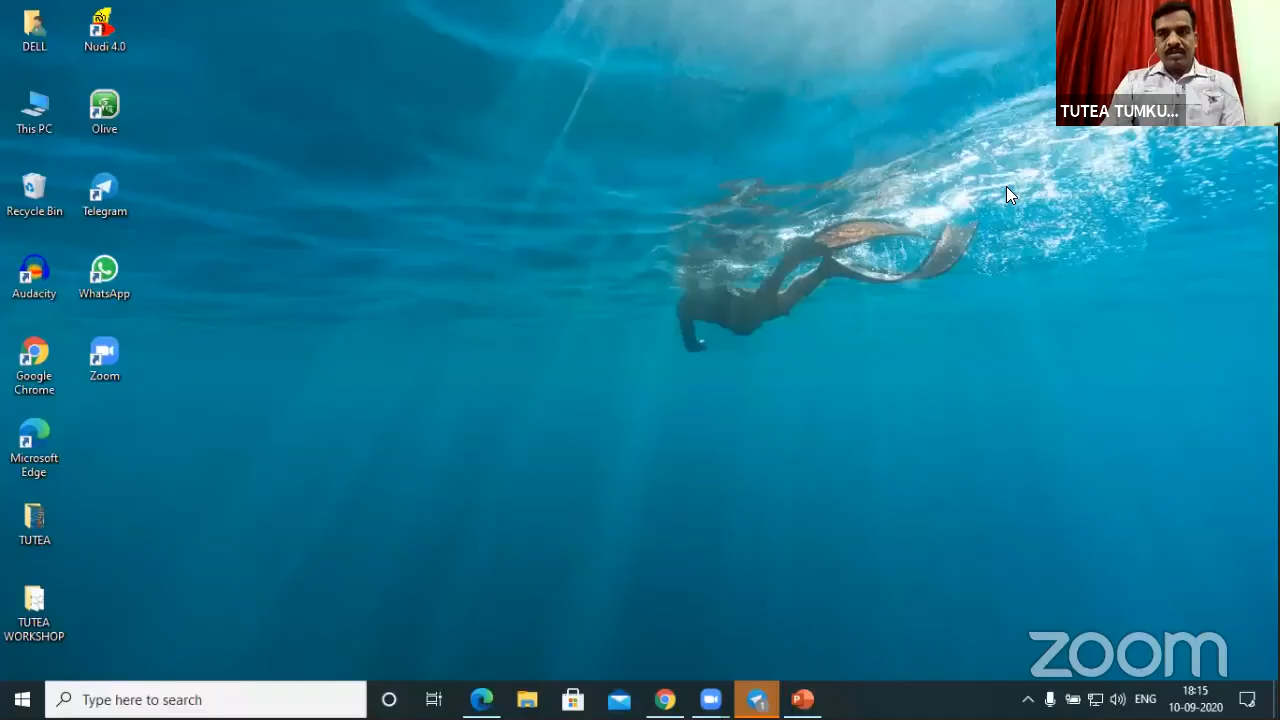 DELL
Nudi 4.0
This PC
Olive
Recycle Bin
Telegram
Audacity
WhatsApp
Google
Chrome
Zoom
Microsoft
Edge
TUTEA
TUTEA
WORKSHOP
TUTEA TUMKU...
zoom
Type here to search
1
ENG
18:15
10-09-2020